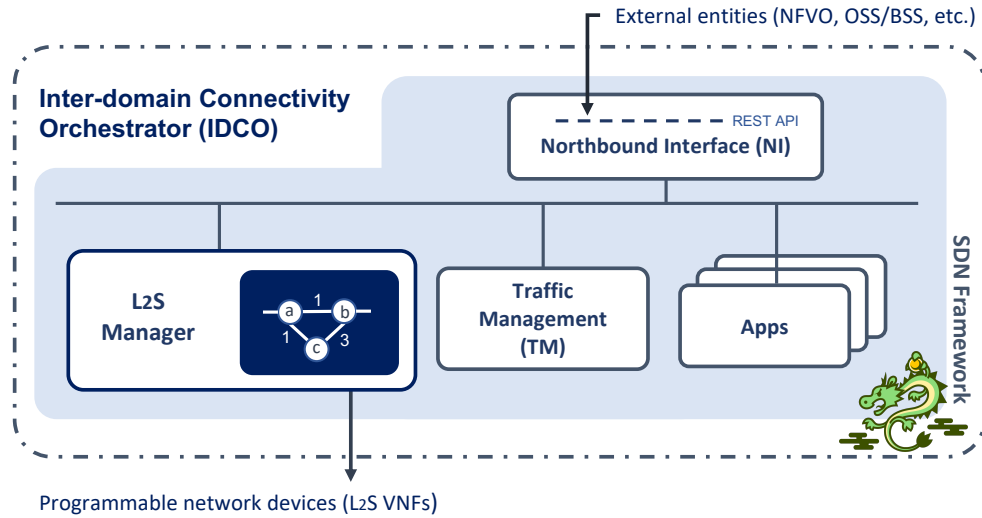 External entities (NFVO, OSS/BSS, etc.)
Inter-domain Connectivity
Orchestrator (IDCO)
REST API
Northbound Interface (NI)
L2S
Manager
a
1
b
1
3
c
Traffic
Management
(TM)
Apps
SDN Framework
Programmable network devices (L2S VNFs)